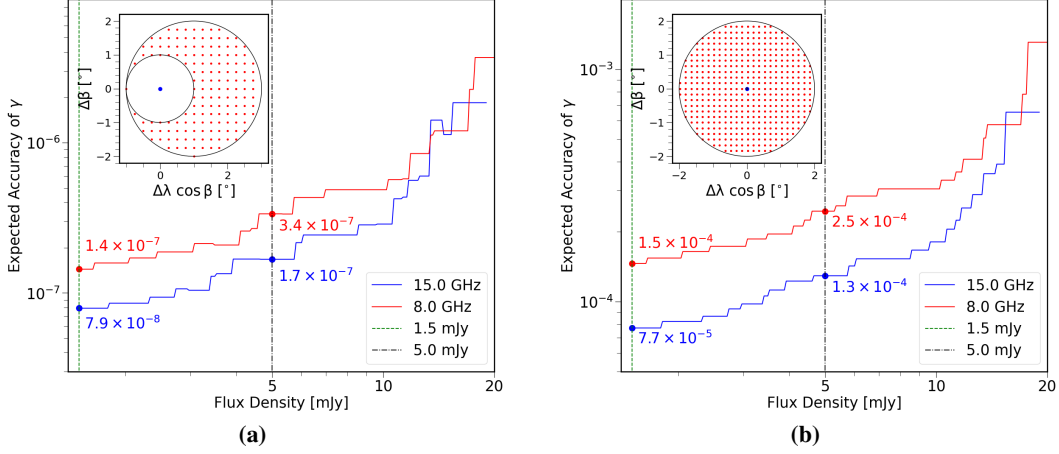 Expected Accuracy of γ
10⁻⁶
10⁻⁷
Δβ [°]
2
1
0
−1
−2
0
2
Δλ cos β [°]
1.4 × 10⁻⁷
3.4 × 10⁻⁷
1.7 × 10⁻⁷
7.9 × 10⁻⁸
15.0 GHz
8.0 GHz
1.5 mJy
5.0 mJy
5
10
20
Flux Density [mJy]
(a)
Expected Accuracy of γ
10⁻³
10⁻⁴
Δβ [°]
2
1
0
−1
−2
−2
0
2
Δλ cos β [°]
1.5 × 10⁻⁴
2.5 × 10⁻⁴
1.3 × 10⁻⁴
7.7 × 10⁻⁵
15.0 GHz
8.0 GHz
1.5 mJy
5.0 mJy
5
10
20
Flux Density [mJy]
(b)